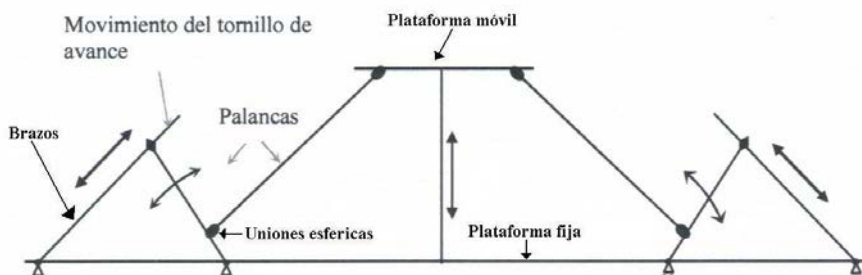 Plataforma móvil
Movimiento del tornillo de
avance
Palancas
Brazos
Uniones esfericas
Plataforma fija